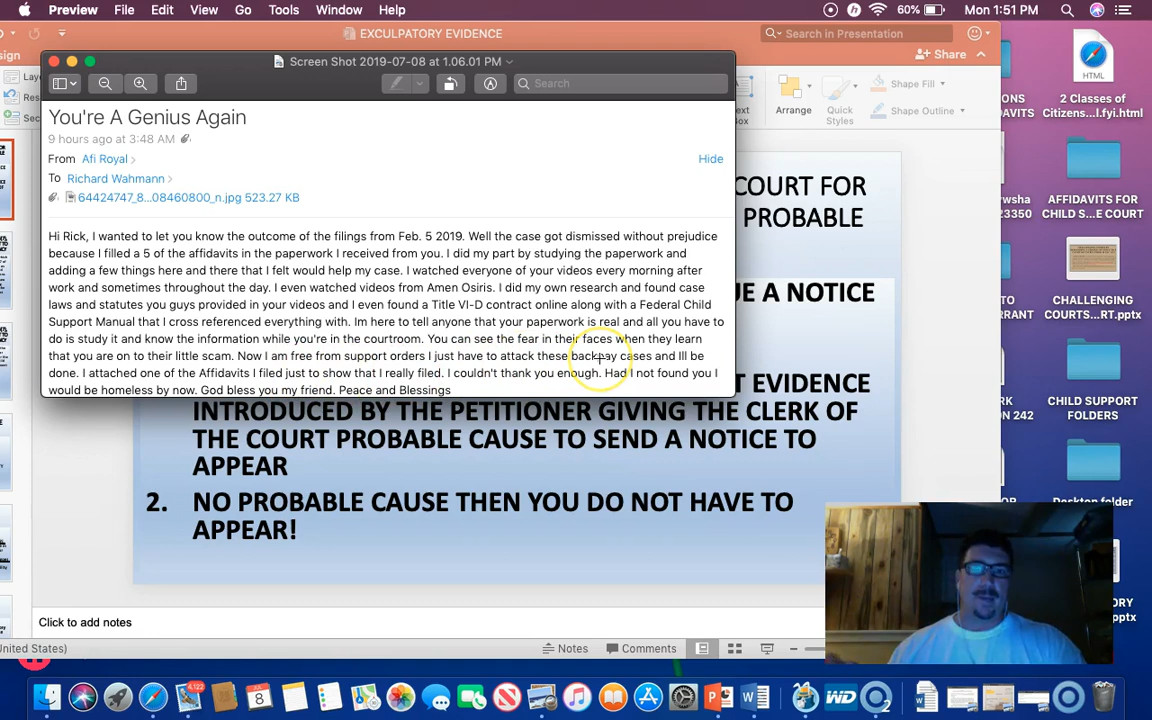 Preview File Edit View Go Tools Window Help 60% Mon 1:51 PM
EXCULPATORY EVIDENCE
Search in Presentation
Share
Screen Shot 2019-07-08 at 1.06.01 PM
Search
Arrange
Quick Styles
Shape Fill
Shape Outline
You're A Genius Again
9 hours ago at 3:48 AM
From Afi Royal
Hide
To Richard Wahmann
64424747_8...08460800_n.jpg 523.27 KB
Hi Rick, I wanted to let you know the outcome of the filings from Feb. 5 2019. Well the case got dismissed without prejudice
because I filled a 5 of the affidavits in the paperwork I received from you. I did my part by studying the paperwork and
adding a few things here and there that I felt would help my case. I watched everyone of your videos every morning after
work and sometimes throughout the day. I even watched videos from Amen Osiris. I did my own research and found case
laws and statutes you guys provided in your videos and I even found a Title VI-D contract online along with a Federal Child
Support Manual that I cross referenced everything with. Im here to tell anyone that your paperwork is real and all you have to
do is study it and know the information while you're in the courtroom. You can see the fear in their faces when they learn
that you are on to their little scam. Now I am free from support orders I just have to attack these backpay cases and Ill be
done. I attached one of the Affidavits I filed just to show that I really filed. I couldn't thank you enough. Had I not found you I
would be homeless by now. God bless you my friend. Peace and Blessings
COURT FOR
PROBABLE
UE A NOTICE
T EVIDENCE
INTRODUCED BY THE PETITIONER GIVING THE CLERK OF
THE COURT PROBABLE CAUSE TO SEND A NOTICE TO
APPEAR
2. NO PROBABLE CAUSE THEN YOU DO NOT HAVE TO
APPEAR!
Click to add notes
United States)
Notes
Comments
HTML
2 Classes of
Citizens...l.fyi.html
AFFIDAVITS FOR
CHILD S...E COURT
CHALLENGING
COURTS.pptx
CHILD SUPPORT
FOLDERS
Desktop folder
4,122
JUL
8
WD
2